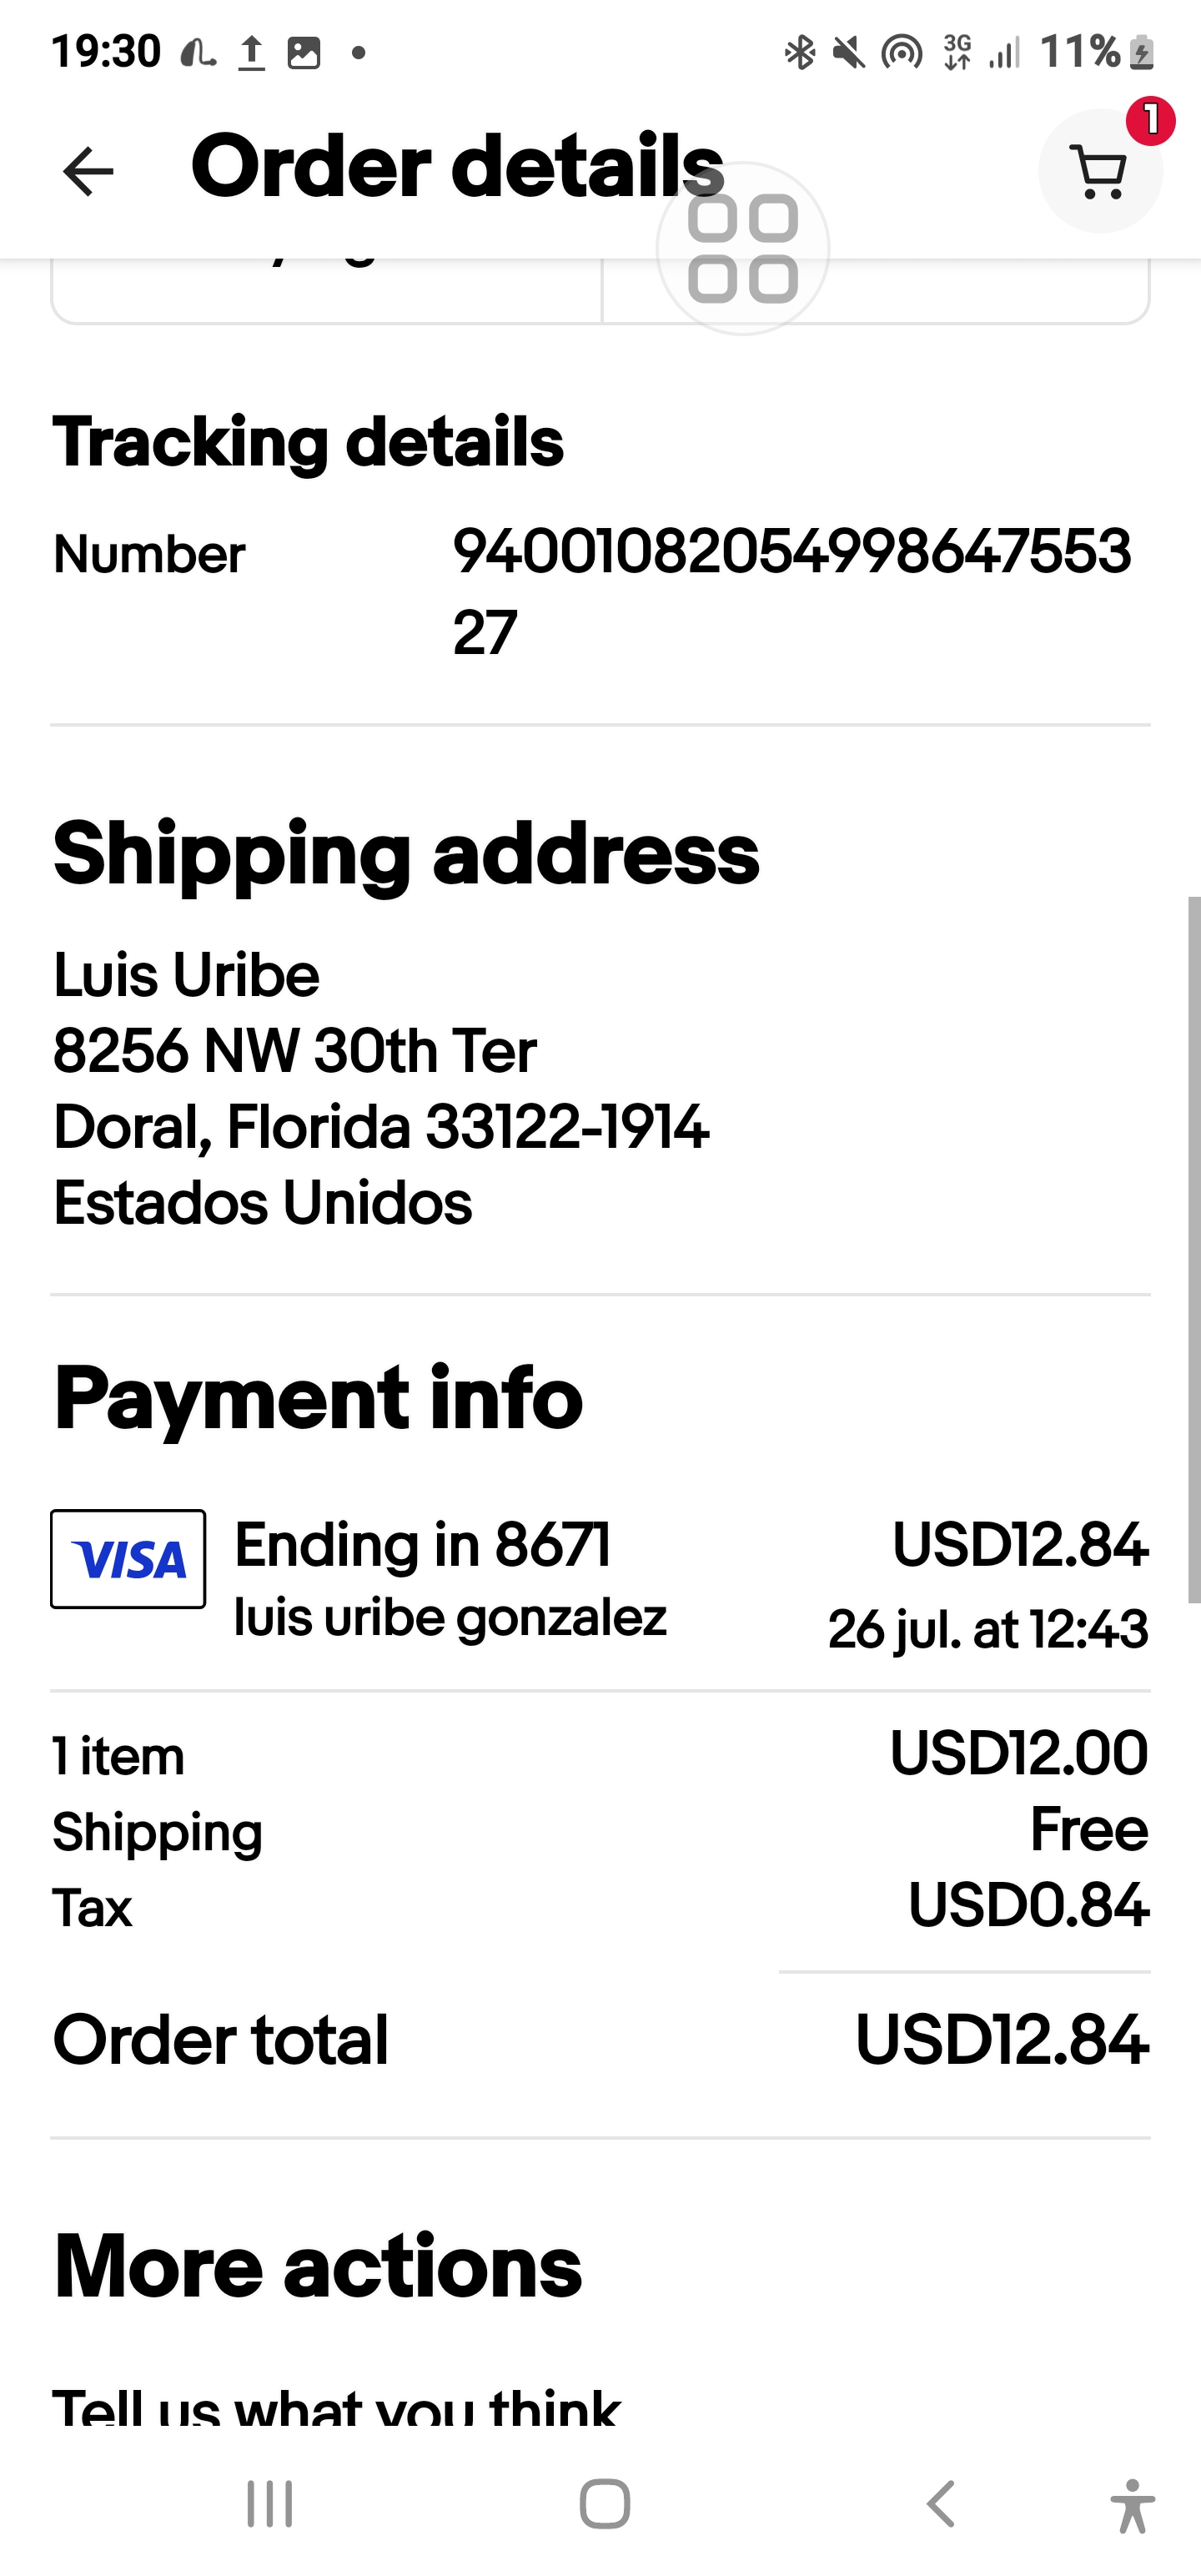 19:30
3G
11%
1
Order details
Tracking details
Number
94001082054998647553
27
Shipping address
Luis Uribe
8256 NW 30th Ter
Doral, Florida 33122-1914
Estados Unidos
Payment info
VISA
Ending in 8671
USD12.84
luis uribe gonzalez
26 jul. at 12:43
1 item
USD12.00
Shipping
Free
Tax
USD0.84
Order total
USD12.84
More actions
Tell us what you think